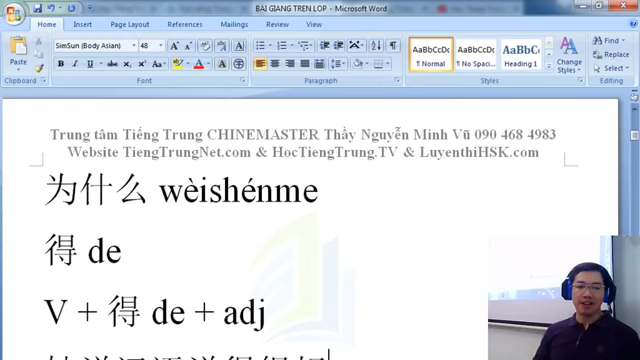 BAI GIANG TREN LOP - Microsoft Word
Home Insert Page Layout References Mailings Review View
Paste
SimSun (Body Asian) 48
AaBbCcDc AaBbCcDc AaBbC
¶ Normal ¶ No Spaci... Heading 1
Change Styles
Find
Replace
Select
Clipboard Font Paragraph Styles Editing
Trung tâm Tiếng Trung CHINEMASTER Thầy Nguyễn Minh Vũ 090 468 4983
Website TiengTrungNet.com & HocTiengTrung.TV & LuyenthiHSK.com
为什么 wèishénme
得 de
V + 得 de + adj